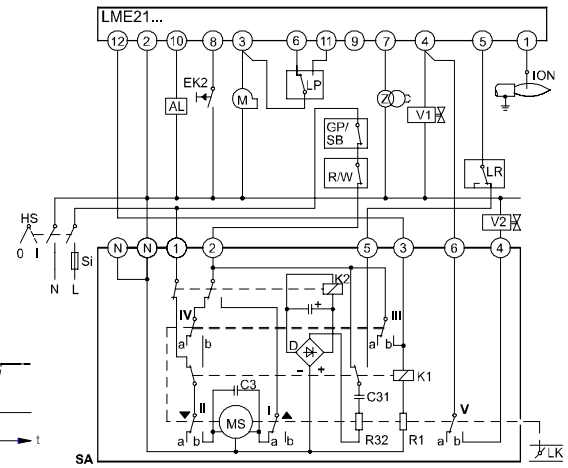 LME21...
12 2 10 8 3 6 11 9 7 4 5 1
ION
EK2
AL
M
LP
Z
V1
GP/
SB
R/W
LR
HS
0 I
Si
N L
V2
N N 1 2 5 3 6 4
K2
+
IV
III
a b
D
a b
- +
K1
C3
C31
II
MS
I
V
a b
a b
R32
R1
a b
t
SA
LK